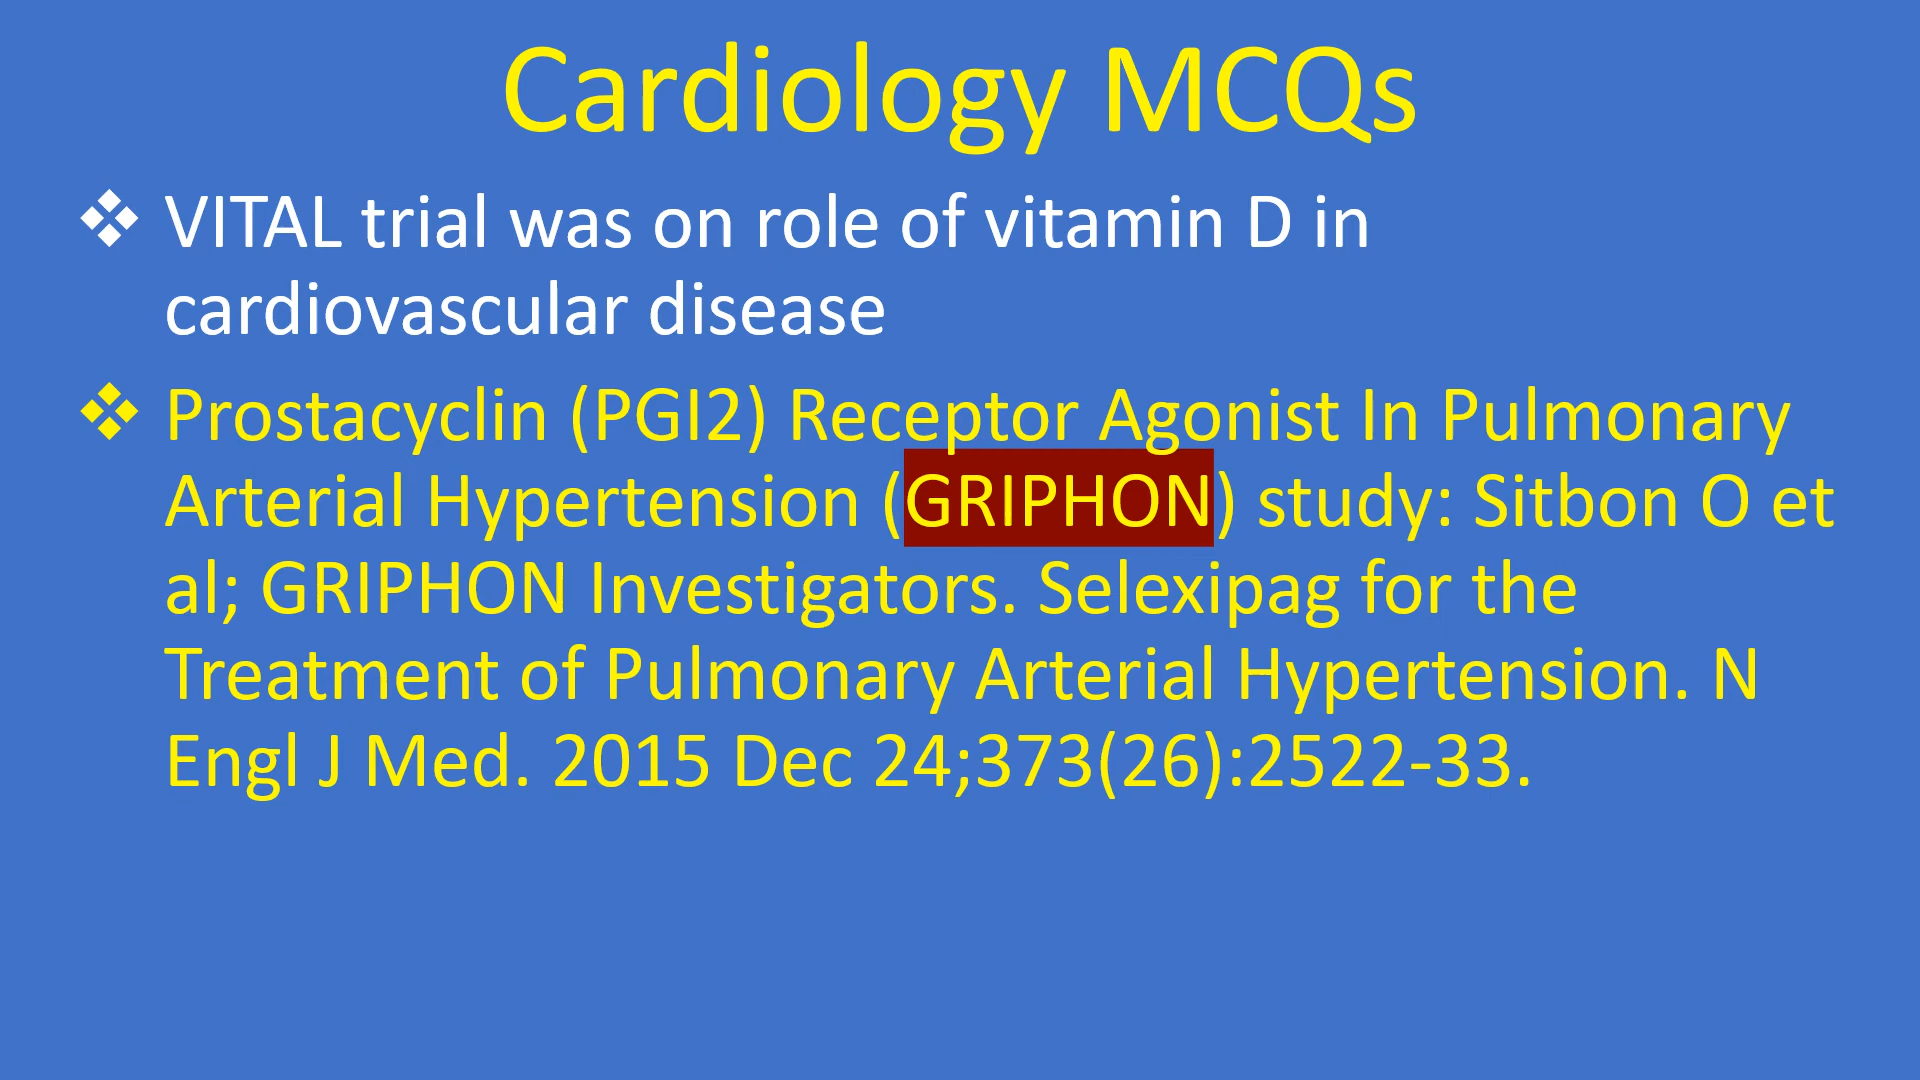 Cardiology MCQs
❖ VITAL trial was on role of vitamin D in
cardiovascular disease
❖ Prostacyclin (PGI2) Receptor Agonist In Pulmonary
Arterial Hypertension (GRIPHON) study: Sitbon O et
al; GRIPHON Investigators. Selexipag for the
Treatment of Pulmonary Arterial Hypertension. N
Engl J Med. 2015 Dec 24;373(26):2522-33.